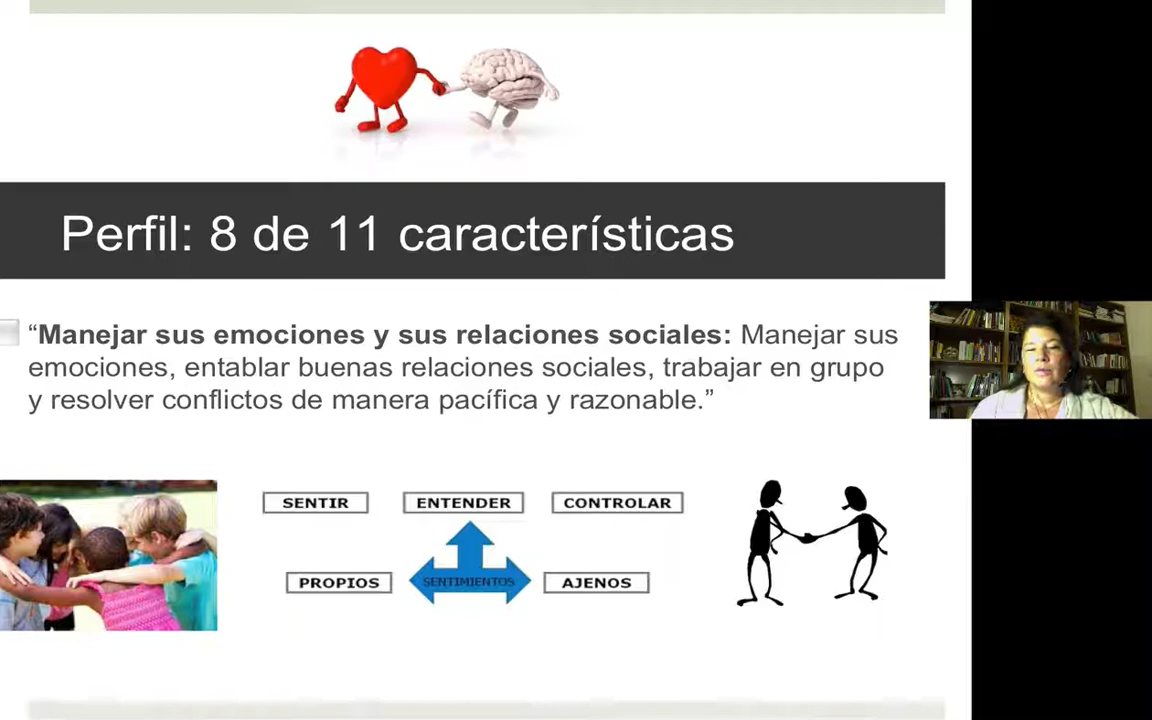 Perfil: 8 de 11 características
“Manejar sus emociones y sus relaciones sociales: Manejar sus
emociones, entablar buenas relaciones sociales, trabajar en grupo
y resolver conflictos de manera pacífica y razonable.”
SENTIR ENTENDER CONTROLAR
PROPIOS SENTIMIENTOS AJENOS